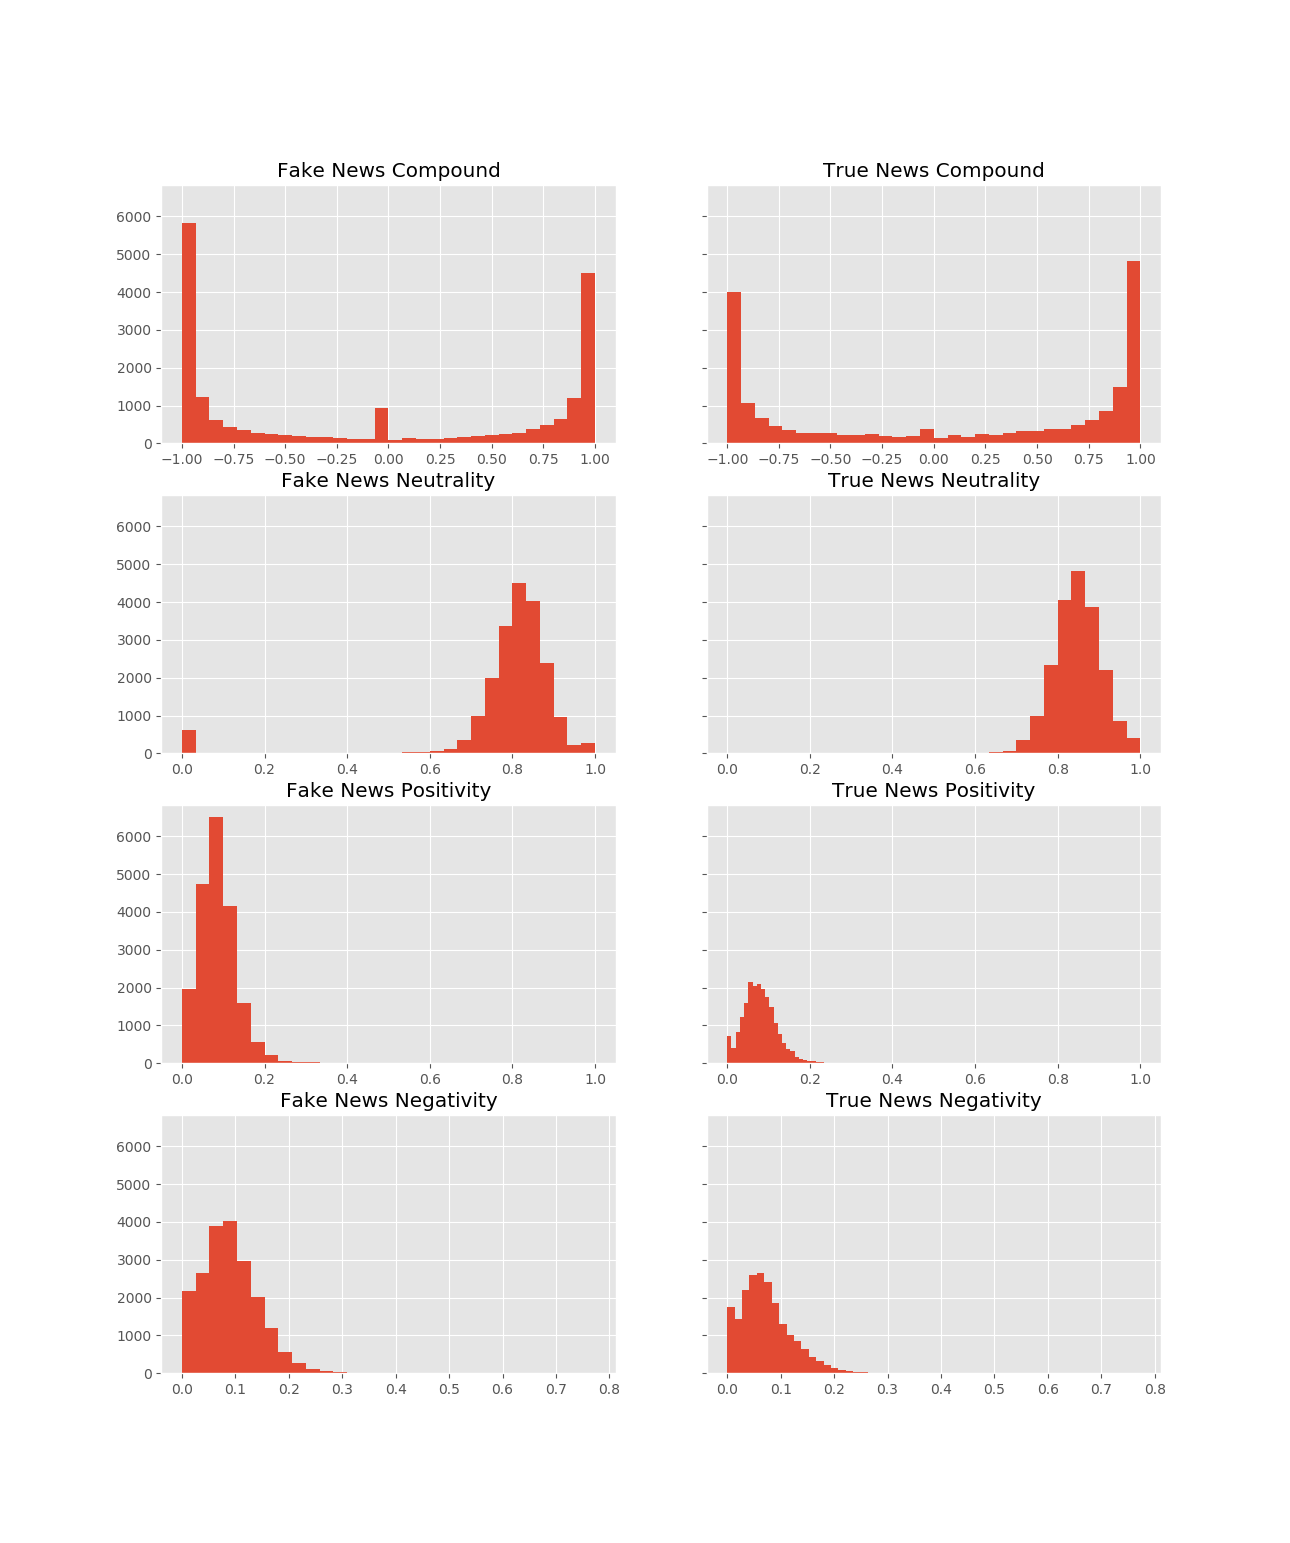 Fake News Compound
True News Compound
6000
5000
4000
3000
2000
1000
0
−1.00 −0.75 −0.50 −0.25 0.00 0.25 0.50 0.75 1.00
−1.00 −0.75 −0.50 −0.25 0.00 0.25 0.50 0.75 1.00
Fake News Neutrality
True News Neutrality
6000
5000
4000
3000
2000
1000
0
0.0 0.2 0.4 0.6 0.8 1.0
0.0 0.2 0.4 0.6 0.8 1.0
Fake News Positivity
True News Positivity
6000
5000
4000
3000
2000
1000
0
0.0 0.2 0.4 0.6 0.8 1.0
0.0 0.2 0.4 0.6 0.8 1.0
Fake News Negativity
True News Negativity
6000
5000
4000
3000
2000
1000
0
0.0 0.1 0.2 0.3 0.4 0.5 0.6 0.7 0.8
0.0 0.1 0.2 0.3 0.4 0.5 0.6 0.7 0.8